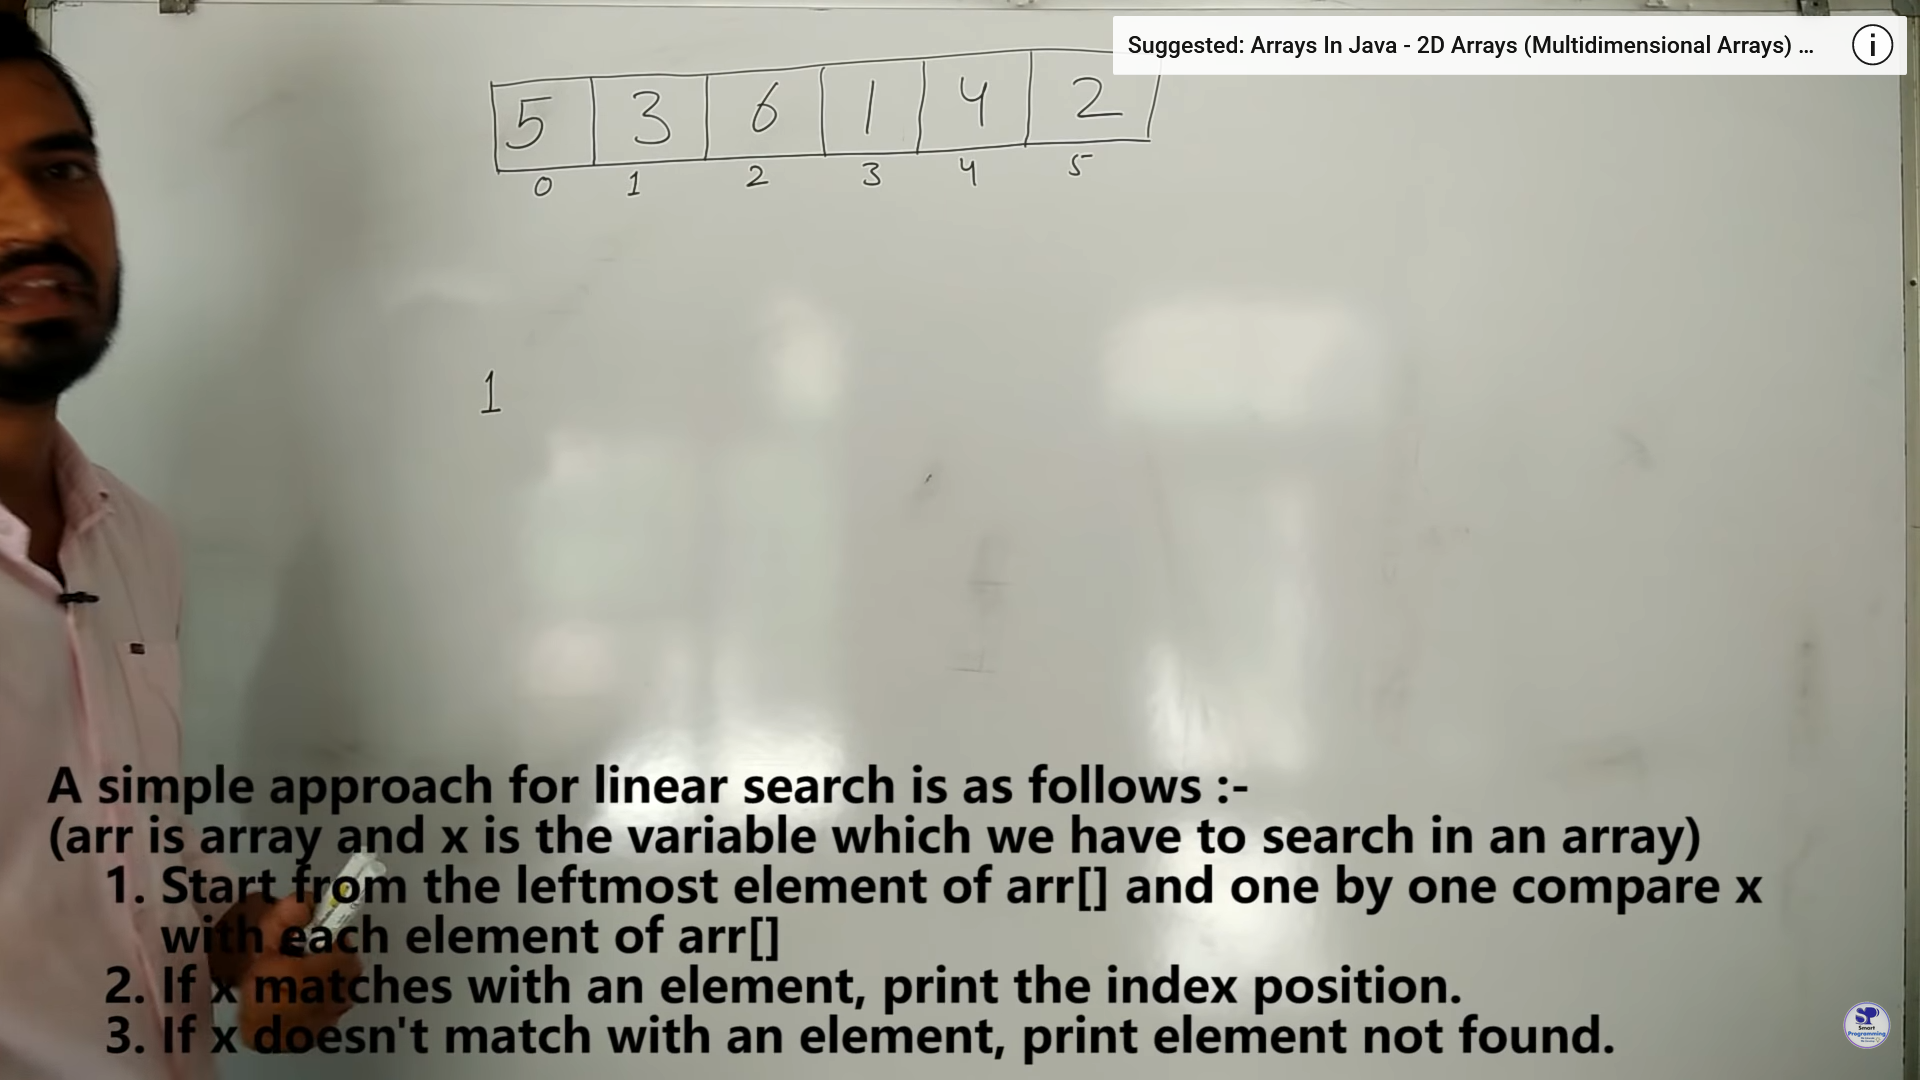 Suggested: Arrays In Java - 2D Arrays (Multidimensional Arrays) ...
5 3 6 1 4 2
0 1 2 3 4 5
1
A simple approach for linear search is as follows :-
(arr is array and x is the variable which we have to search in an array)
1. Start from the leftmost element of arr[] and one by one compare x
with each element of arr[]
2. If x matches with an element, print the index position.
3. If x doesn't match with an element, print element not found.
SP
Smart
Programming